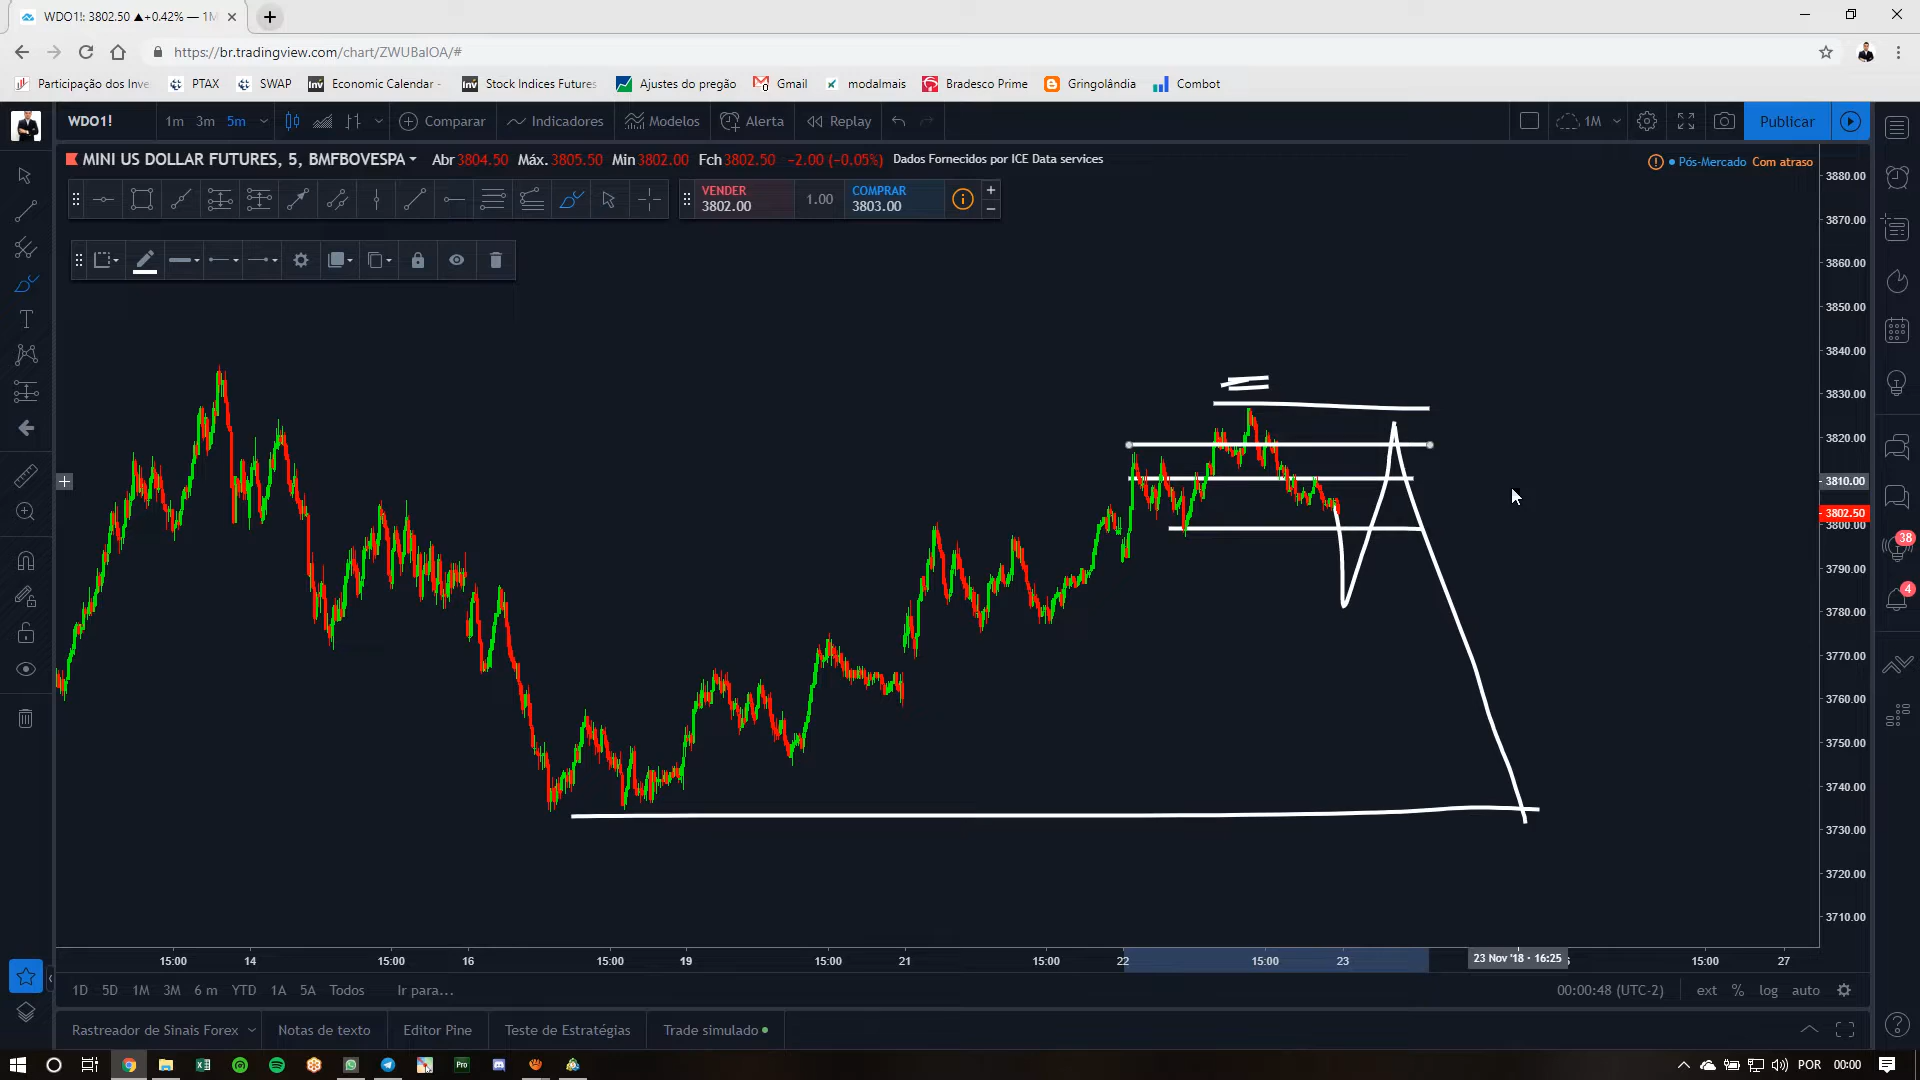 WDO1!: 3802.50 ▲+0.42% — 1M
https://br.tradingview.com/chart/ZWUBalOA/#
Participação dos Inve PTAX SWAP Economic Calendar - Stock Indices Futures Ajustes do pregão Gmail modalmais Bradesco Prime Gringolândia Combot
WDO1! 1m 3m 5m Comparar Indicadores Modelos Alerta Replay 1M Publicar
MINI US DOLLAR FUTURES, 5, BMFBOVESPA Abr 3804.50 Máx. 3805.50 Min 3802.00 Fch 3802.50 −2.00 (−0.05%) Dados Fornecidos por ICE Data services
Pós-Mercado Com atraso
VENDER
3802.00
1.00
COMPRAR
3803.00
3880.00
3870.00
3860.00
3850.00
3840.00
3830.00
3820.00
3810.00
3802.50
3800.00
3790.00
3780.00
3770.00
3760.00
3750.00
3740.00
3730.00
3720.00
3710.00
38
4
15:00 14 15:00 16 15:00 19 15:00 21 15:00 22 15:00 23 23 Nov '18 · 16:25 15:00 27
1D 5D 1M 3M 6 m YTD 1A 5A Todos Ir para... 00:00:48 (UTC-2) ext % log auto
Rastreador de Sinais Forex Notas de texto Editor Pine Teste de Estratégias Trade simulado
Pro POR 00:00